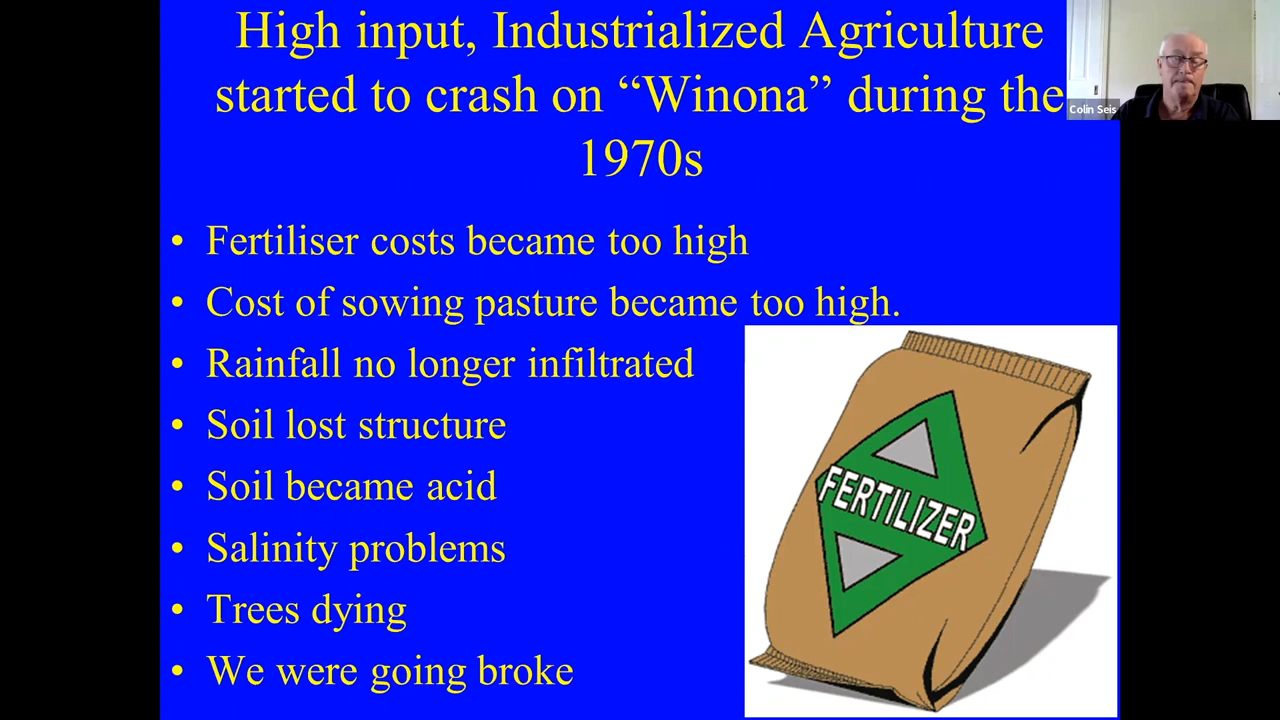 High input, Industrialized Agriculture
started to crash on “Winona” during the
1970s
Colin Seis
• Fertiliser costs became too high
• Cost of sowing pasture became too high.
• Rainfall no longer infiltrated
• Soil lost structure
• Soil became acid
• Salinity problems
• Trees dying
• We were going broke
FERTILIZER